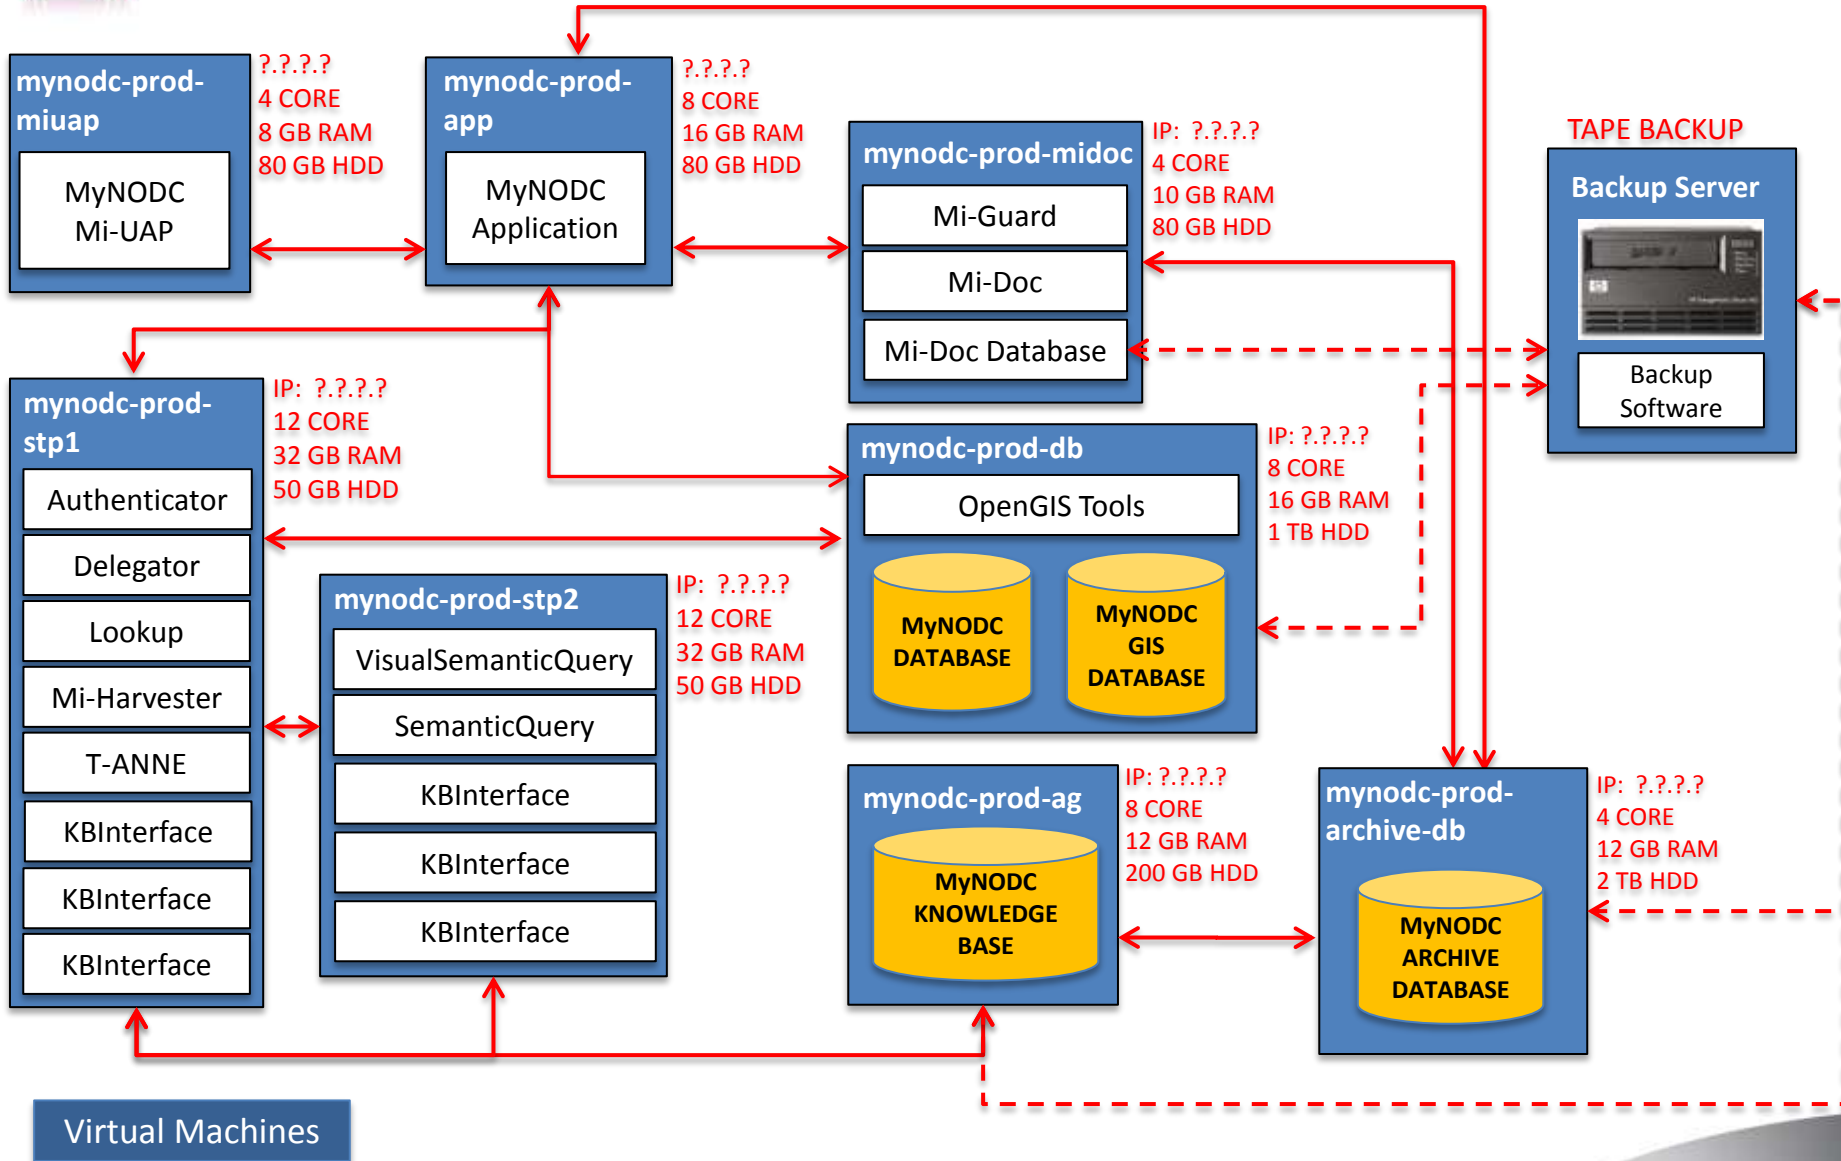 mynodc-prod-
miuap
MyNODC
Mi-UAP
?.?.?.?
4 CORE
8 GB RAM
80 GB HDD
mynodc-prod-
app
MyNODC
Application
?.?.?.?
8 CORE
16 GB RAM
80 GB HDD
mynodc-prod-midoc
Mi-Guard
Mi-Doc
Mi-Doc Database
IP: ?.?.?.?
4 CORE
10 GB RAM
80 GB HDD
TAPE BACKUP
Backup Server
Backup
Software
mynodc-prod-
stp1
Authenticator
Delegator
Lookup
Mi-Harvester
T-ANNE
KBInterface
KBInterface
KBInterface
IP: ?.?.?.?
12 CORE
32 GB RAM
50 GB HDD
mynodc-prod-stp2
VisualSemanticQuery
SemanticQuery
KBInterface
KBInterface
KBInterface
IP: ?.?.?.?
12 CORE
32 GB RAM
50 GB HDD
mynodc-prod-db
OpenGIS Tools
MyNODC
DATABASE
MyNODC
GIS
DATABASE
IP: ?.?.?.?
8 CORE
16 GB RAM
1 TB HDD
mynodc-prod-ag
MyNODC
KNOWLEDGE
BASE
IP: ?.?.?.?
8 CORE
12 GB RAM
200 GB HDD
mynodc-prod-
archive-db
MyNODC
ARCHIVE
DATABASE
IP: ?.?.?.?
4 CORE
12 GB RAM
2 TB HDD
Virtual Machines